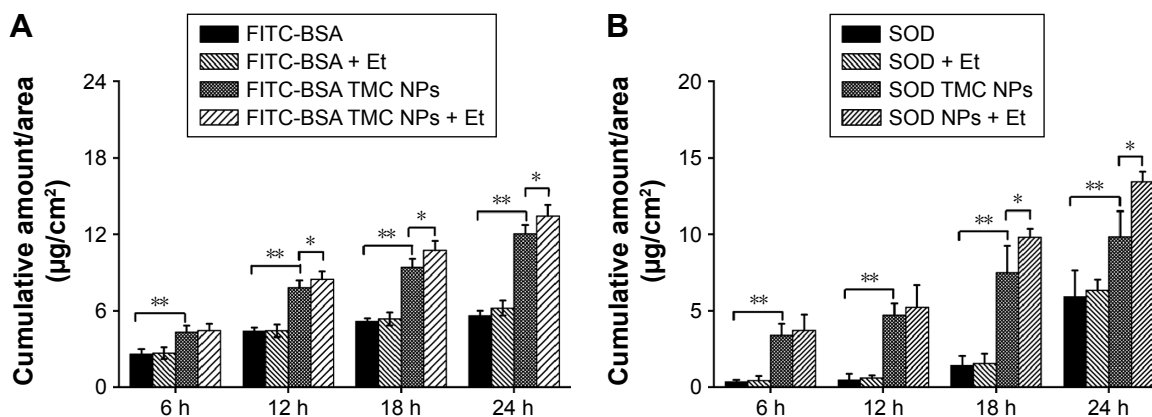 A
FITC-BSA
FITC-BSA + Et
FITC-BSA TMC NPs
FITC-BSA TMC NPs + Et
Cumulative amount/area
(µg/cm²)
24
18
12
6
0
**
**
*
**
*
**
*
6 h
12 h
18 h
24 h
B
SOD
SOD + Et
SOD TMC NPs
SOD NPs + Et
Cumulative amount/area
(µg/cm²)
20
15
10
5
0
**
**
**
*
**
*
6 h
12 h
18 h
24 h